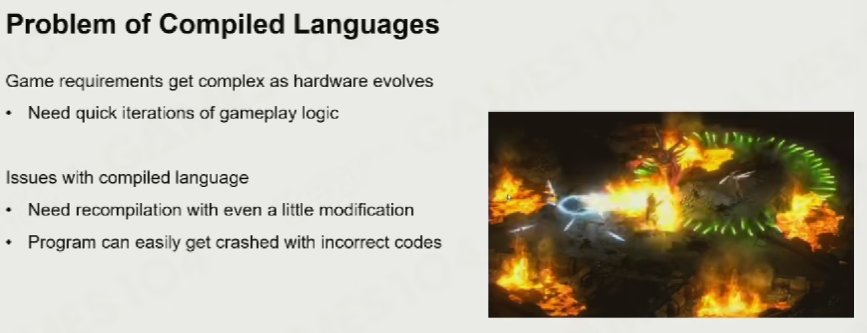 Problem of Compiled Languages
Game requirements get complex as hardware evolves
• Need quick iterations of gameplay logic
Issues with compiled language
• Need recompilation with even a little modification
• Program can easily get crashed with incorrect codes